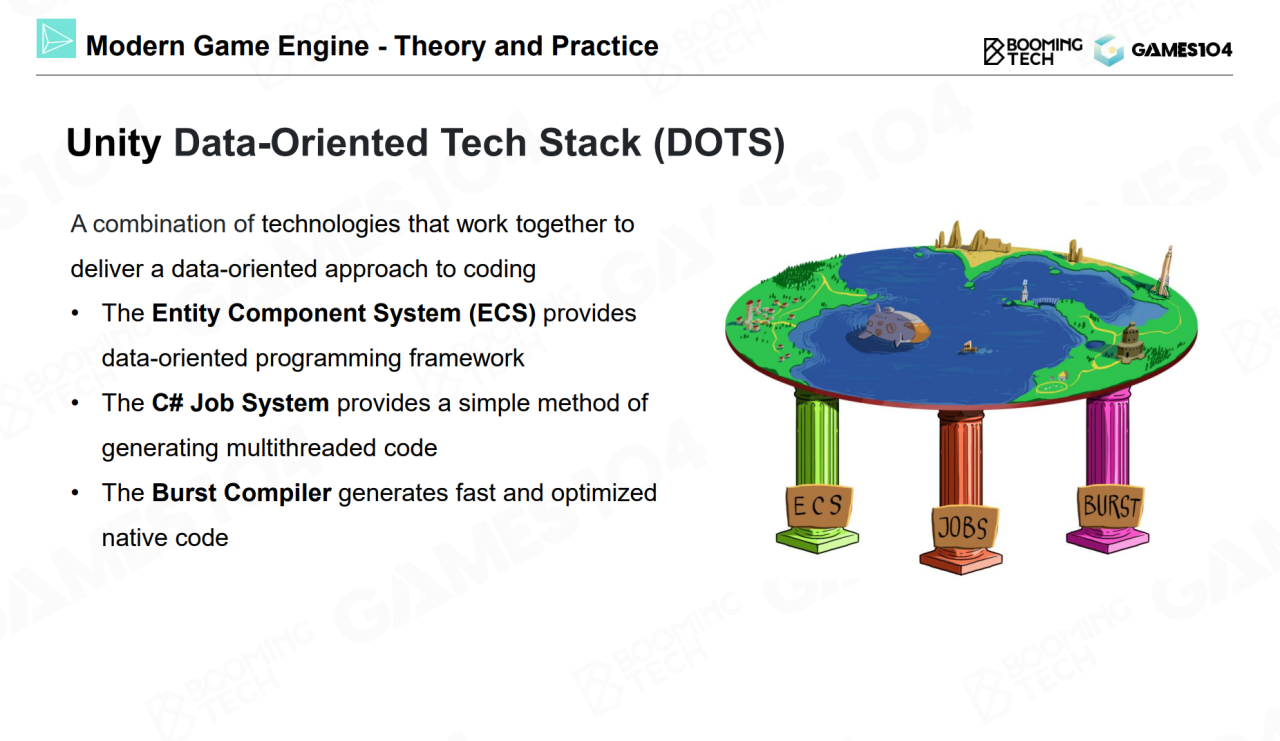 Modern Game Engine - Theory and Practice
BOOMING
TECH
GAMES104
Unity Data-Oriented Tech Stack (DOTS)
A combination of technologies that work together to
deliver a data-oriented approach to coding
• The Entity Component System (ECS) provides
data-oriented programming framework
• The C# Job System provides a simple method of
generating multithreaded code
• The Burst Compiler generates fast and optimized
native code
ECS
JOBS
BURST